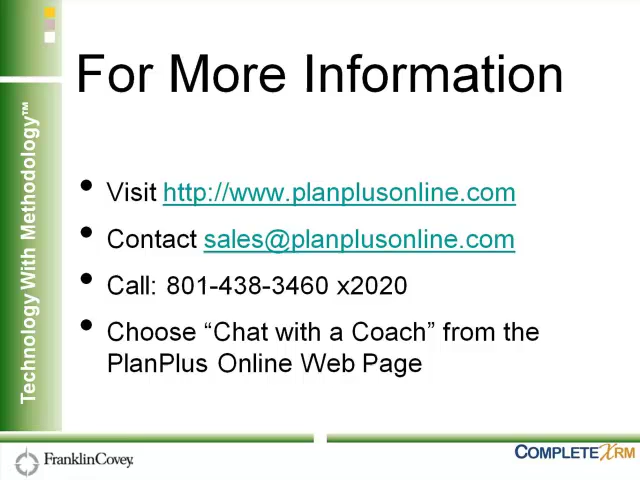 For More Information
• Visit http://www.planplusonline.com
• Contact sales@planplusonline.com
• Call: 801-438-3460 x2020
• Choose “Chat with a Coach” from the
PlanPlus Online Web Page
Technology With Methodology™
FranklinCovey.
COMPLETEXRM